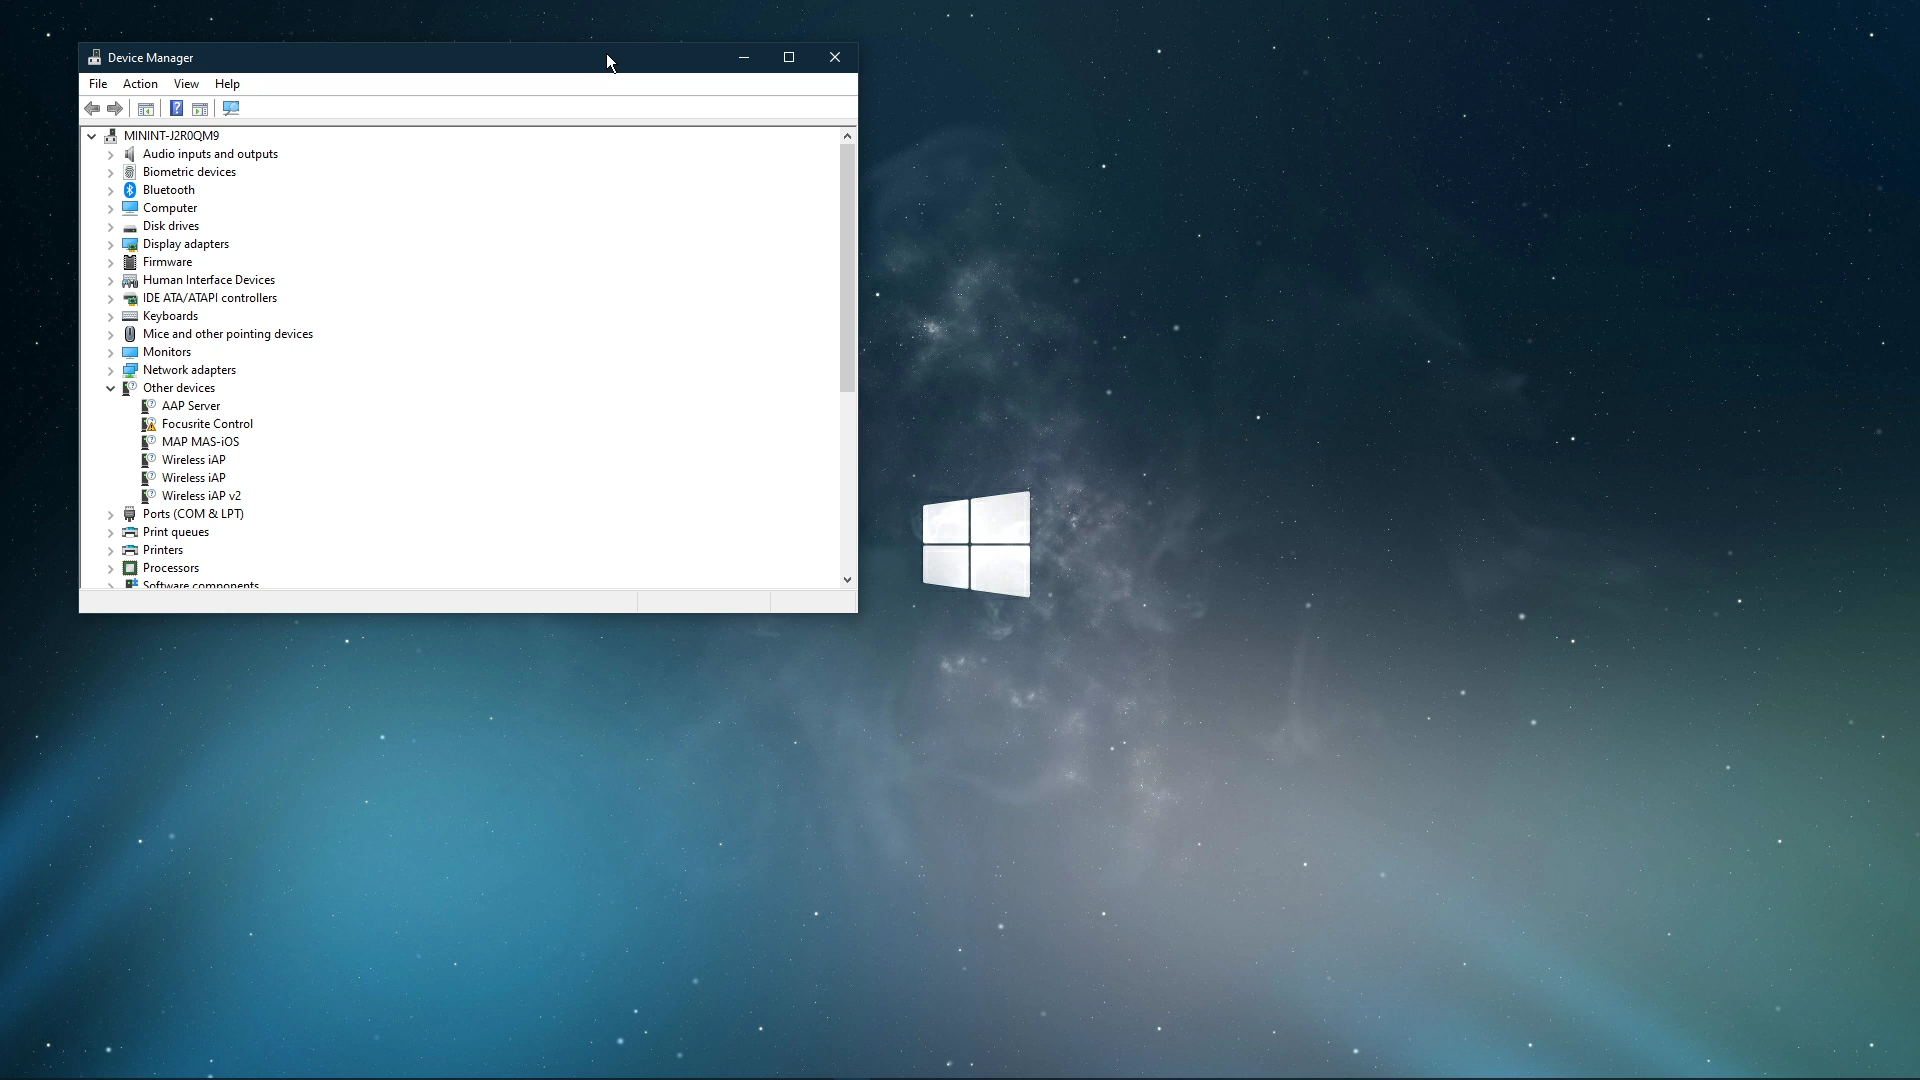 Device Manager
File Action View Help
MININT-J2R0QM9
Audio inputs and outputs
Biometric devices
Bluetooth
Computer
Disk drives
Display adapters
Firmware
Human Interface Devices
IDE ATA/ATAPI controllers
Keyboards
Mice and other pointing devices
Monitors
Network adapters
Other devices
AAP Server
Focusrite Control
MAP MAS-iOS
Wireless iAP
Wireless iAP
Wireless iAP v2
Ports (COM & LPT)
Print queues
Printers
Processors
Software components